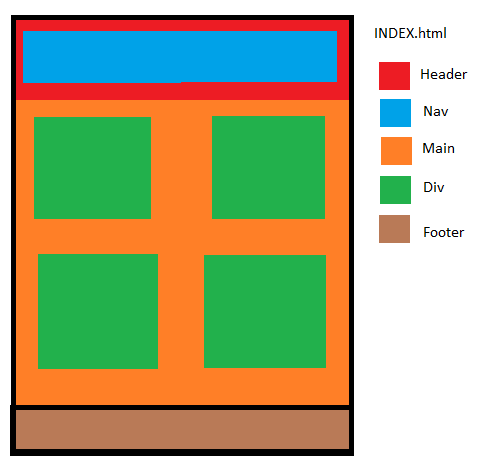 INDEX.html
Header
Nav
Main
Div
Footer